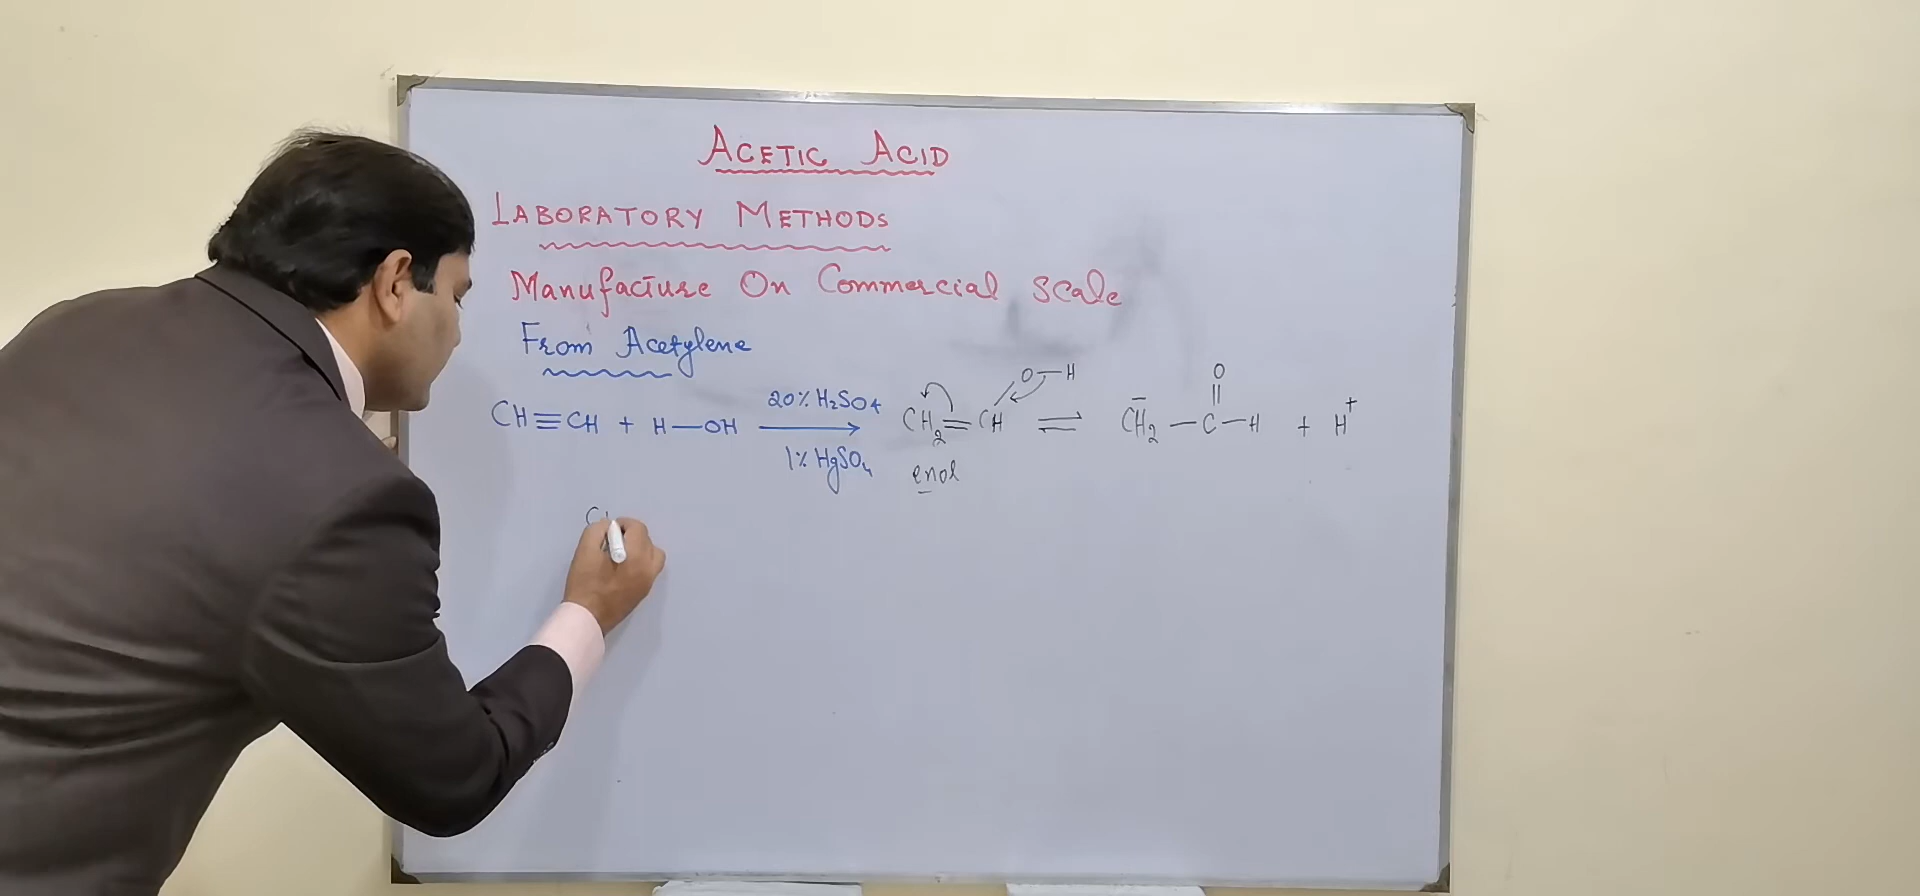 ACETIC ACID
LABORATORY METHODS
Manufacture On Commercial Scale
From Acetylene
CH≡CH + H—OH 20% H₂SO₄ → 1% HgSO₄ CH₂=CH O—H ⇌ C̄H₂—C—H O + H⁺
enol
C